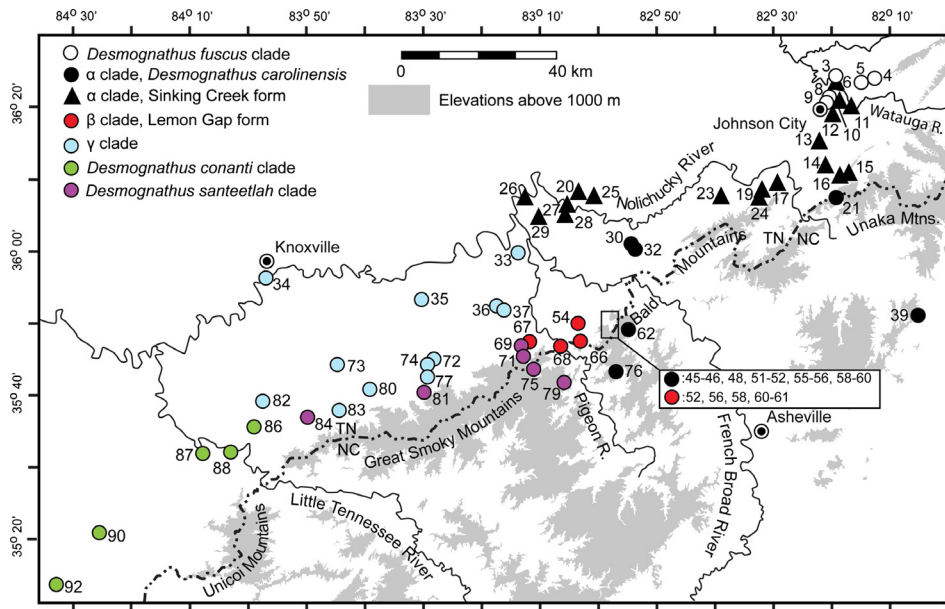 84° 30' 84° 10' 83° 50' 83° 30' 83° 10' 82° 50' 82° 30' 82° 10'
36° 20'
36° 00'
35° 40'
35° 20'
Desmognathus fuscus clade
α clade, Desmognathus carolinensis
α clade, Sinking Creek form
β clade, Lemon Gap form
γ clade
Desmognathus conanti clade
Desmognathus santeetlah clade
0 40 km
Elevations above 1000 m
3 5 4
8 6
9
Johnson City
Watauga R.
12 10 11
13
14 15
16
21
Unaka Mtns.
Nolichucky River
26 20 25
27 28
29
23 19 17
24
TN NC
Mountains
Bald
30 32
Knoxville
33
34
35
36 37
39
54
62
67
69 68 66
71
75
76
79
:45-46, 48, 51-52, 55-56, 58-60
:52, 56, 58, 60-61
Asheville
73 74 72
77
80
81
82 83
84
TN
NC
Great Smoky Mountains
Pigeon R.
French Broad River
86
87 88
90
92
Little Tennessee River
Unicoi Mountains